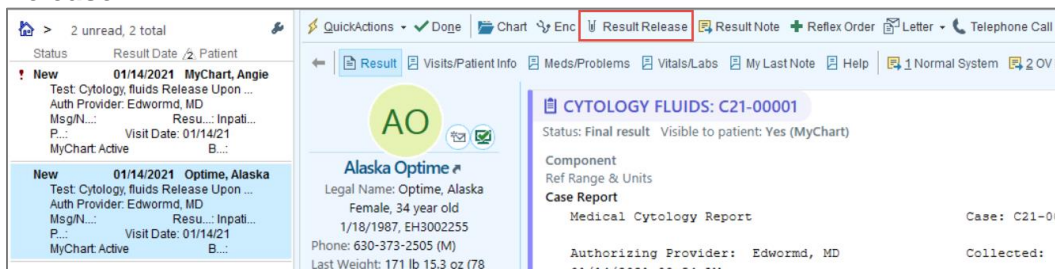 > 2 unread, 2 total
Status Result Date /2 Patient
! New 01/14/2021 MyChart, Angie
Test: Cytology, fluids Release Upon ...
Auth Provider: Edwormd, MD
Msg/N...: Resu...: Inpati...
P...: Visit Date: 01/14/21
MyChart: Active B...:
New 01/14/2021 Optime, Alaska
Test: Cytology, fluids Release Upon ...
Auth Provider: Edwormd, MD
Msg/N...: Resu...: Inpati...
P...: Visit Date: 01/14/21
MyChart: Active B...:
QuickActions Done Chart Enc Result Release Result Note Reflex Order Letter Telephone Call
Result Visits/Patient Info Meds/Problems Vitals/Labs My Last Note Help 1 Normal System 2 OV
AO
Alaska Optime
Legal Name: Optime, Alaska
Female, 34 year old
1/18/1987, EH3002255
Phone: 630-373-2505 (M)
Last Weight: 171 lb 15.3 oz (78
CYTOLOGY FLUIDS: C21-00001
Status: Final result Visible to patient: Yes (MyChart)
Component
Ref Range & Units
Case Report
Medical Cytology Report Case: C21-0
Authorizing Provider: Edwormd, MD Collected: